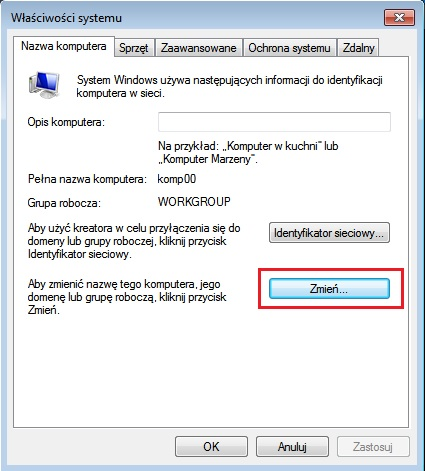 Właściwości systemu
Nazwa komputera Sprzęt Zaawansowane Ochrona systemu Zdalny
System Windows używa następujących informacji do identyfikacji
komputera w sieci.
Opis komputera:
Na przykład: „Komputer w kuchni” lub
„Komputer Marzeny”.
Pełna nazwa komputera: komp00
Grupa robocza: WORKGROUP
Aby użyć kreatora w celu przyłączenia się do
domeny lub grupy roboczej, kliknij przycisk
Identyfikator sieciowy.
Identyfikator sieciowy...
Aby zmienić nazwę tego komputera, jego
domenę lub grupę roboczą, kliknij przycisk
Zmień.
Zmień...
OK Anuluj Zastosuj